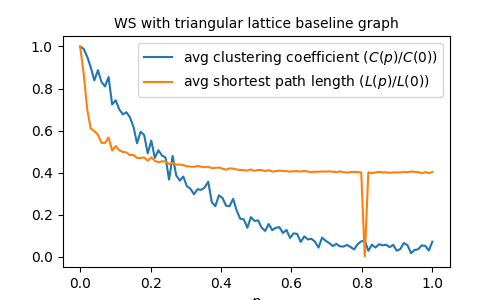 WS with triangular lattice baseline graph
avg clustering coefficient (C(p)/C(0))
avg shortest path length (L(p)/L(0))
1.0
0.8
0.6
0.4
0.2
0.0
0.0 0.2 0.4 0.6 0.8 1.0